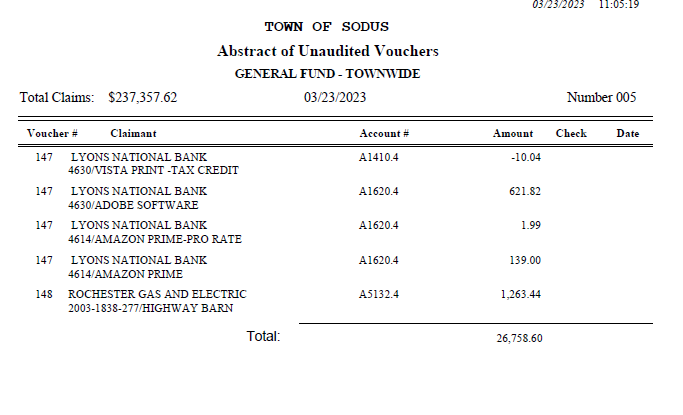 03/23/2023 11:05:19
TOWN OF SODUS
Abstract of Unaudited Vouchers
GENERAL FUND - TOWNWIDE
Total Claims: $237,357.62 03/23/2023 Number 005
Voucher # Claimant Account # Amount Check Date
147 LYONS NATIONAL BANK A1410.4 -10.04
4630/VISTA PRINT -TAX CREDIT
147 LYONS NATIONAL BANK A1620.4 621.82
4630/ADOBE SOFTWARE
147 LYONS NATIONAL BANK A1620.4 1.99
4614/AMAZON PRIME-PRO RATE
147 LYONS NATIONAL BANK A1620.4 139.00
4614/AMAZON PRIME
148 ROCHESTER GAS AND ELECTRIC A5132.4 1,263.44
2003-1838-277/HIGHWAY BARN
Total: 26,758.60